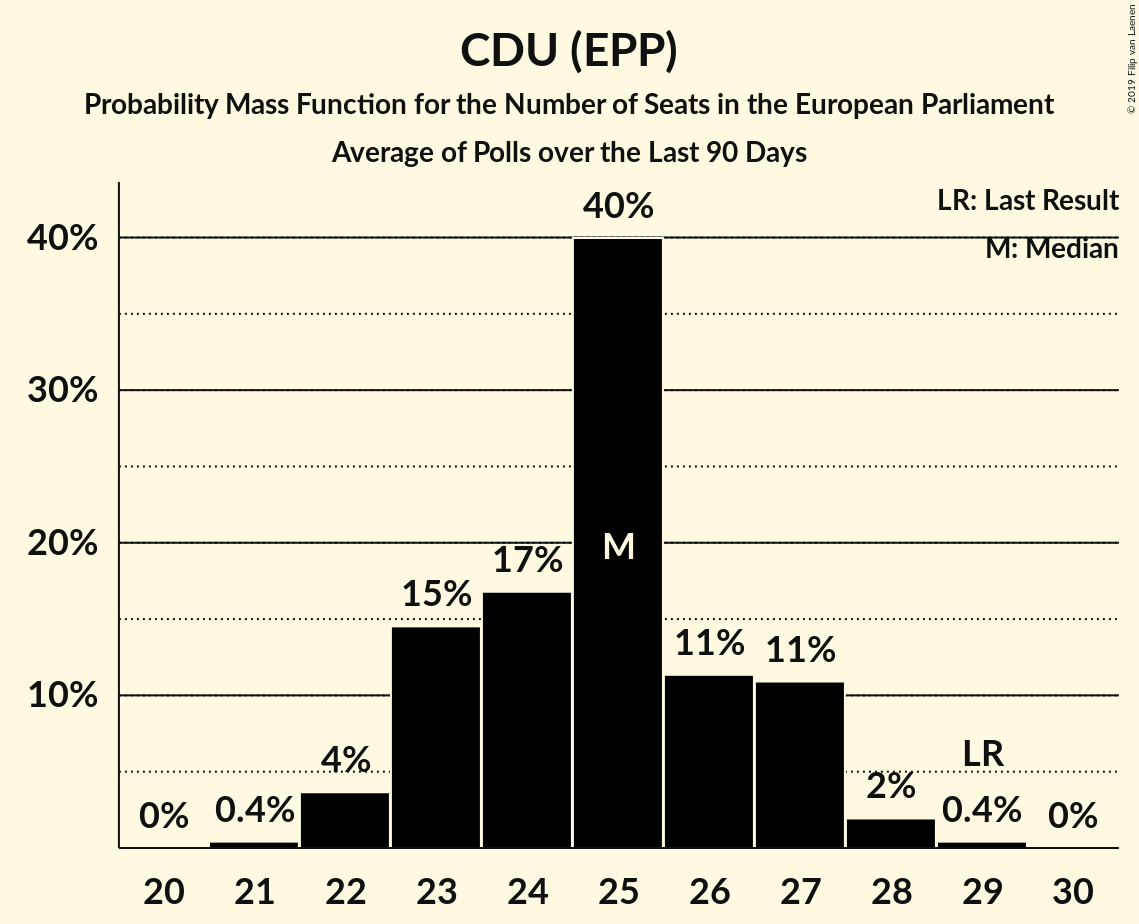 CDU (EPP)
Probability Mass Function for the Number of Seats in the European Parliament
Average of Polls over the Last 90 Days
© 2019 Filip van Laenen
LR: Last Result
M: Median
40%
30%
20%
10%
0%
0.4%
4%
15%
17%
40%
M
11%
11%
2%
LR
0.4%
0%
20 21 22 23 24 25 26 27 28 29 30